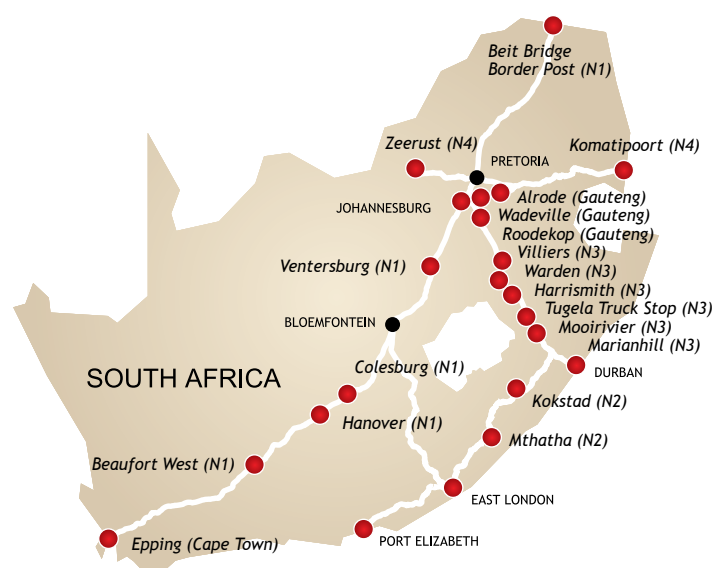 Beit Bridge
Border Post (N1)
Zeerust (N4)
Komatipoort (N4)
PRETORIA
Alrode (Gauteng)
JOHANNESBURG
Wadeville (Gauteng)
Roodekop (Gauteng)
Villiers (N3)
Ventersburg (N1)
Warden (N3)
Harrismith (N3)
Tugela Truck Stop (N3)
BLOEMFONTEIN
Mooirivier (N3)
Marianhill (N3)
Colesburg (N1)
DURBAN
SOUTH AFRICA
Kokstad (N2)
Hanover (N1)
Mthatha (N2)
Beaufort West (N1)
EAST LONDON
Epping (Cape Town)
PORT ELIZABETH